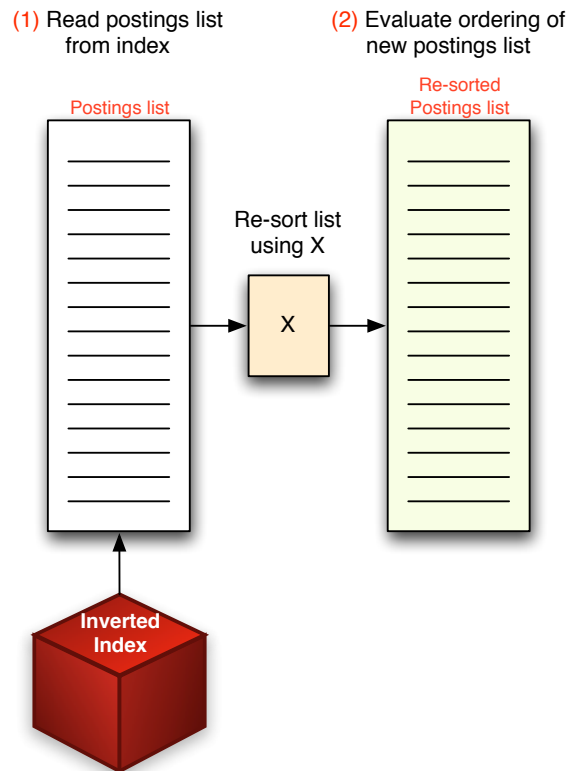 (1) Read postings list
from index
(2) Evaluate ordering of
new postings list
Postings list
Re-sorted
Postings list
Re-sort list
using X
X
Inverted
Index